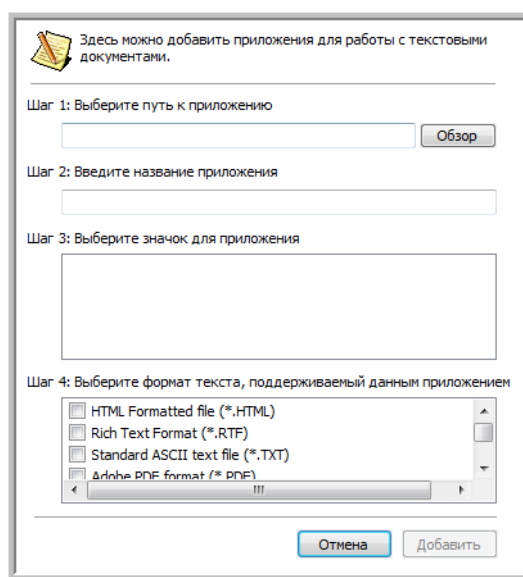 Здесь можно добавить приложения для работы с текстовыми
документами.
Шаг 1: Выберите путь к приложению
Обзор
Шаг 2: Введите название приложения
Шаг 3: Выберите значок для приложения
Шаг 4: Выберите формат текста, поддерживаемый данным приложением
HTML Formatted file (*.HTML)
Rich Text Format (*.RTF)
Standard ASCII text file (*.TXT)
Adobe PDF format (*.PDF)
Отмена
Добавить